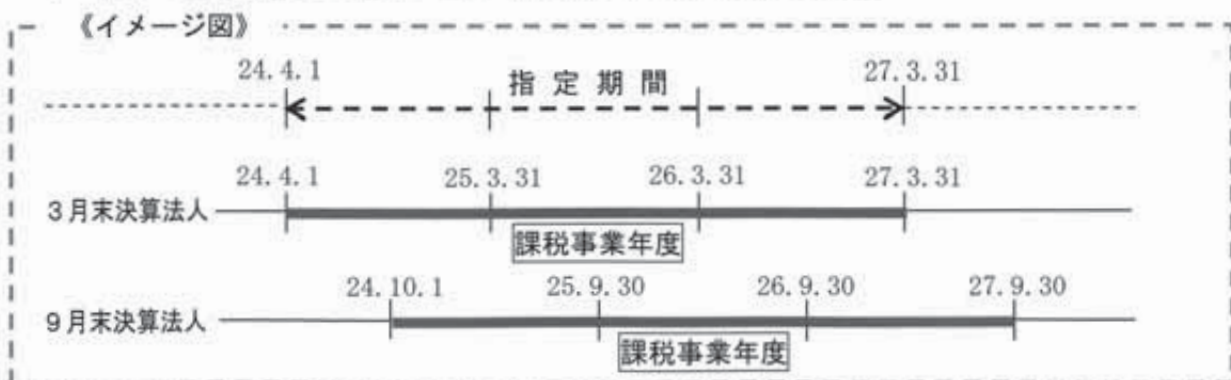 《イメージ図》
24.4.1 指定期間 27.3.31
24.4.1 25.3.31 26.3.31 27.3.31
3月末決算法人
課税事業年度
24.10.1 25.9.30 26.9.30 27.9.30
9月末決算法人
課税事業年度